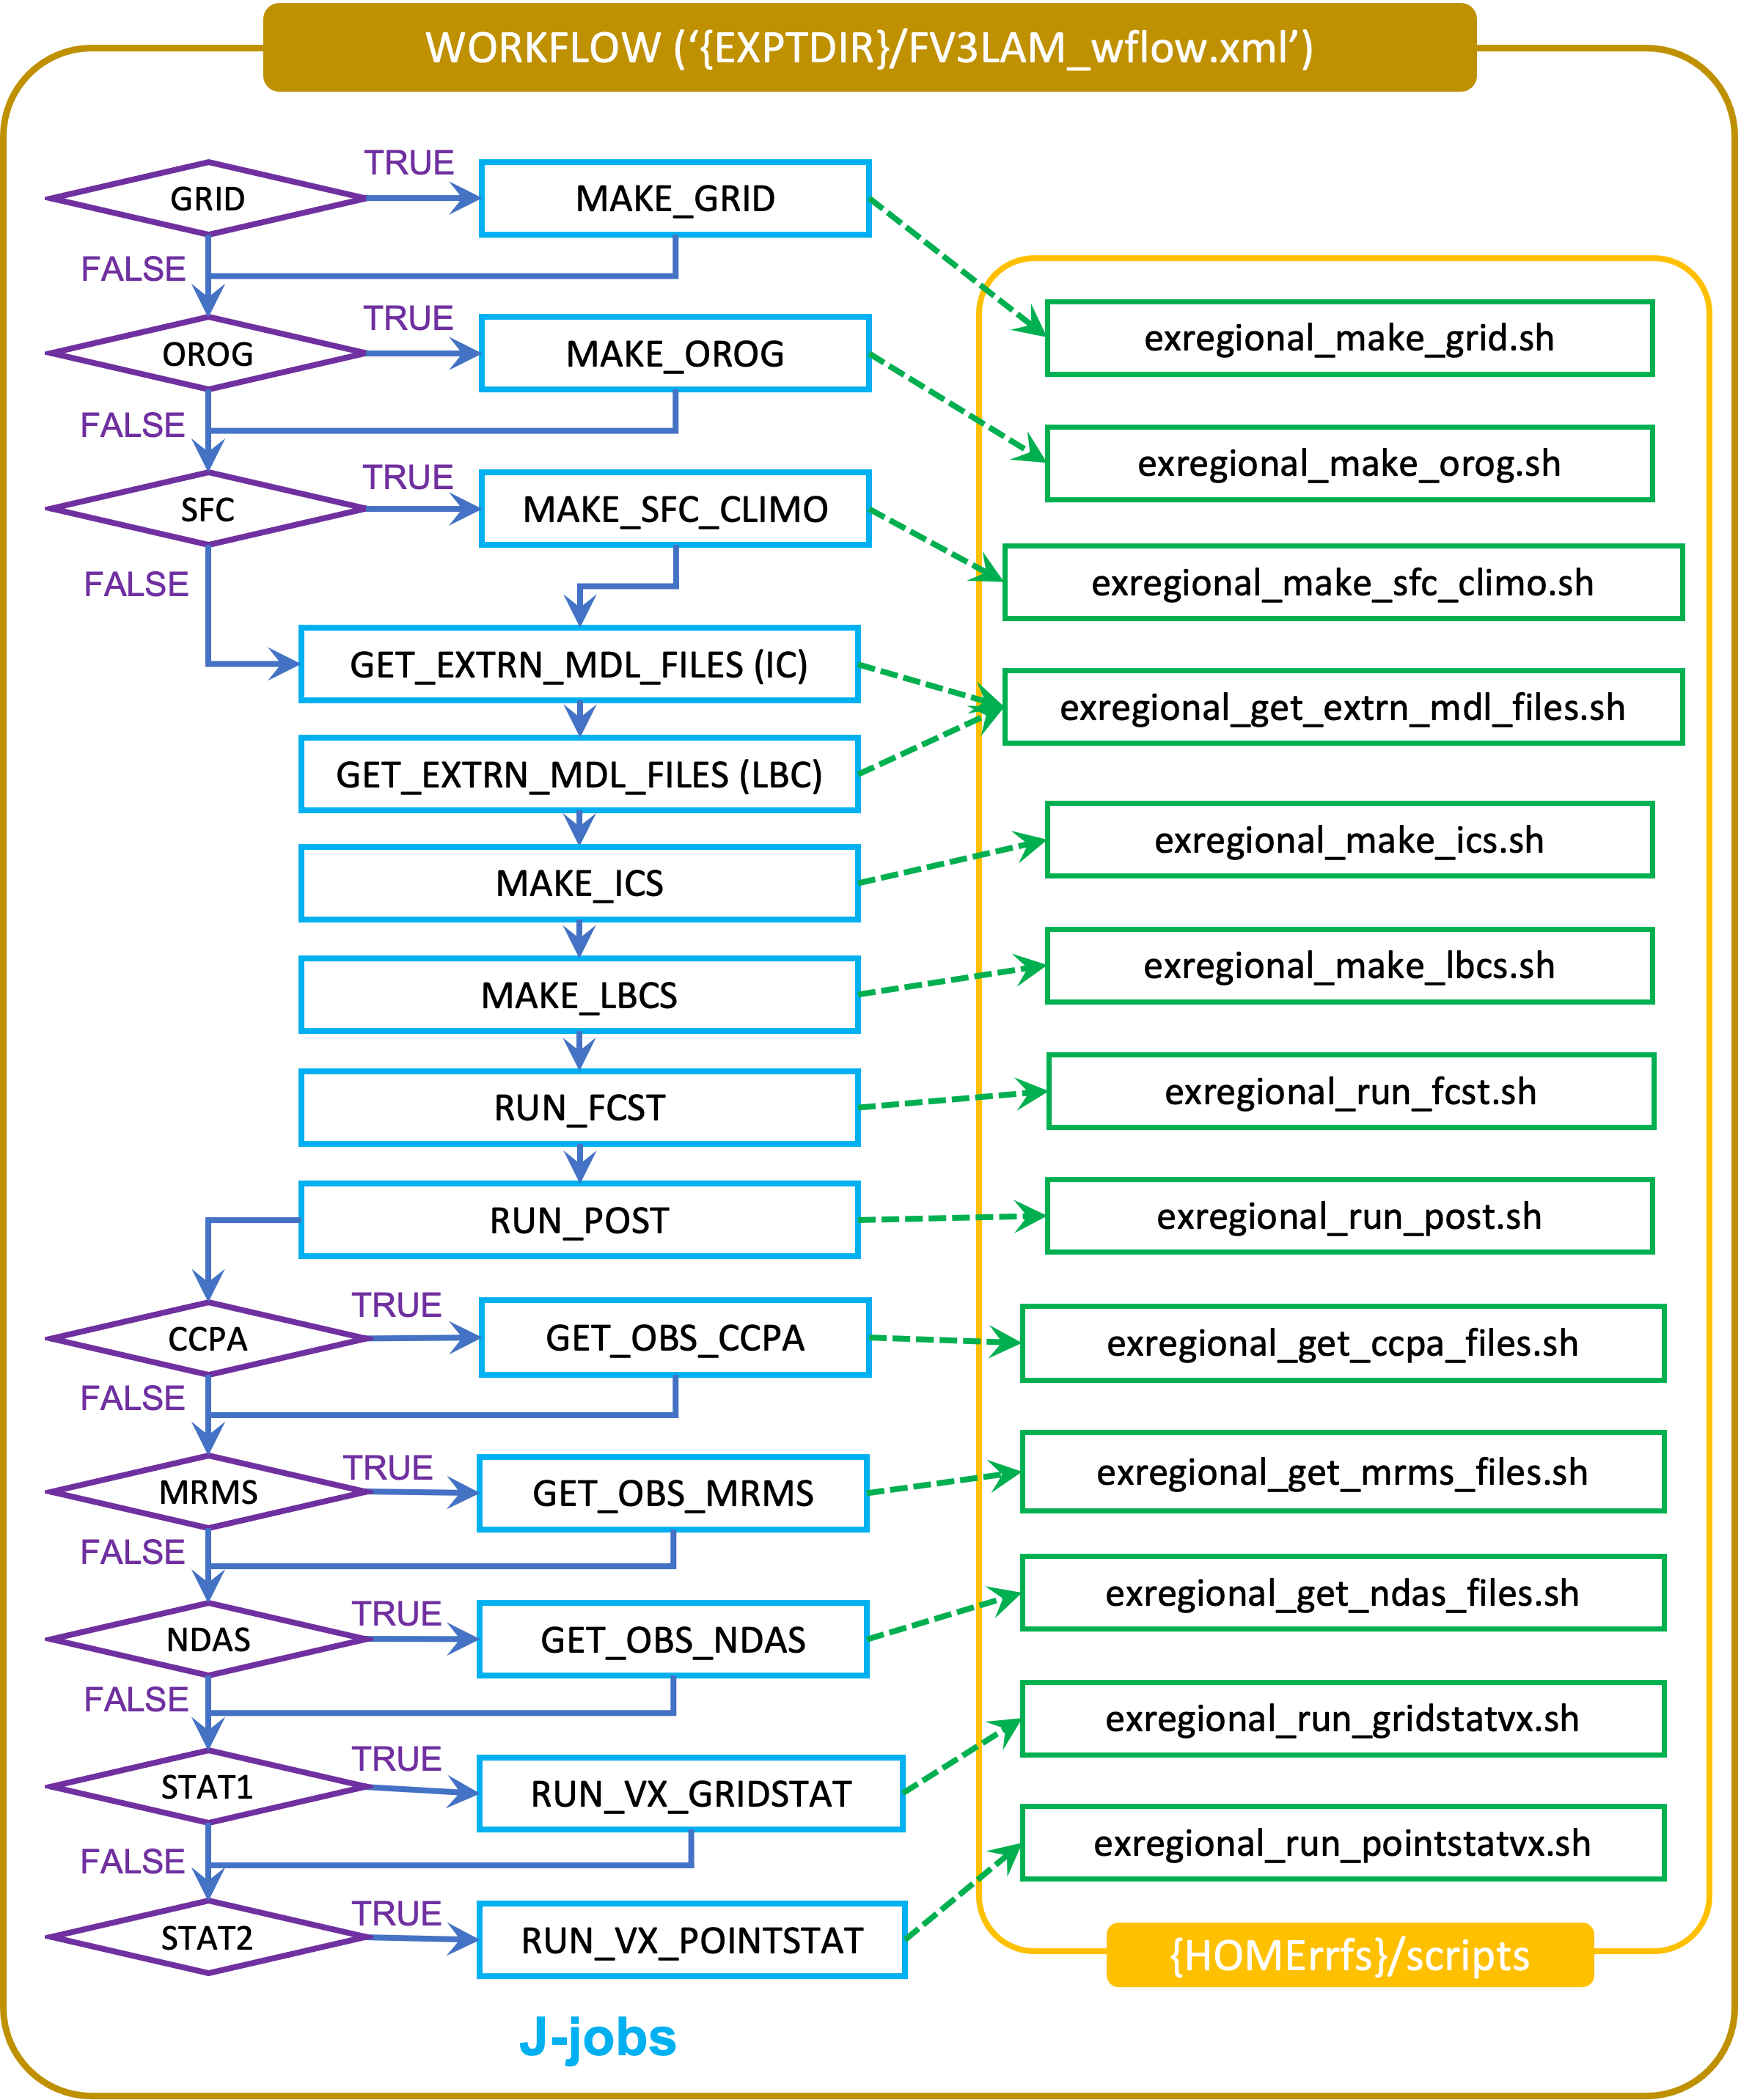 WORKFLOW (‘{EXPTDIR}/FV3LAM_wflow.xml’)
GRID
TRUE
MAKE_GRID
FALSE
exregional_make_grid.sh
OROG
TRUE
MAKE_OROG
FALSE
exregional_make_orog.sh
SFC
TRUE
MAKE_SFC_CLIMO
FALSE
exregional_make_sfc_climo.sh
GET_EXTRN_MDL_FILES (IC)
exregional_get_extrn_mdl_files.sh
GET_EXTRN_MDL_FILES (LBC)
MAKE_ICS
exregional_make_ics.sh
MAKE_LBCS
exregional_make_lbcs.sh
RUN_FCST
exregional_run_fcst.sh
RUN_POST
exregional_run_post.sh
CCPA
TRUE
GET_OBS_CCPA
exregional_get_ccpa_files.sh
FALSE
MRMS
TRUE
GET_OBS_MRMS
exregional_get_mrms_files.sh
FALSE
NDAS
TRUE
GET_OBS_NDAS
exregional_get_ndas_files.sh
FALSE
STAT1
TRUE
RUN_VX_GRIDSTAT
exregional_run_gridstatvx.sh
FALSE
STAT2
TRUE
RUN_VX_POINTSTAT
exregional_run_pointstatvx.sh
{HOMErrfs}/scripts
J-jobs